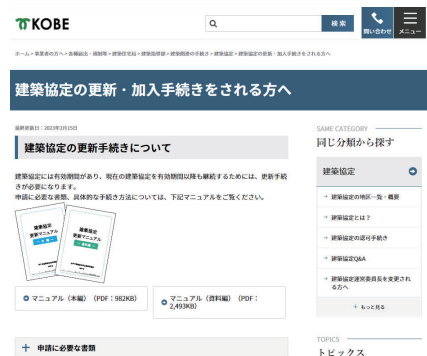 KOBE
検索
問い合わせ
メニュー
ホーム > 事業者の方へ > 各種届出・規制等 > 建築住宅局 > 建築指導部 > 建築関連の手続き > 建築協定 > 建築協定の更新・加入手続きをされる方へ
建築協定の更新・加入手続きをされる方へ
最終更新日：2023年2月15日
建築協定の更新手続きについて
建築協定には有効期間があり、現在の建築協定を有効期間以降も継続するためには、更新手続
きが必要になります。
申請に必要な書類、具体的な手続き方法については、下記マニュアルをご覧ください。
建築協定
更新マニュアル
建築協定
更新マニュアル
マニュアル（本編）（PDF：982KB）
マニュアル（資料編）（PDF：
2,493KB）
申請に必要な書類
SAME CATEGORY
同じ分類から探す
建築協定
建築協定の地区一覧・概要
建築協定とは？
建築協定の認可手続き
建築協定Q&A
建築協定運営委員長を変更され
る方へ
もっと見る
TOPICS
トピックス